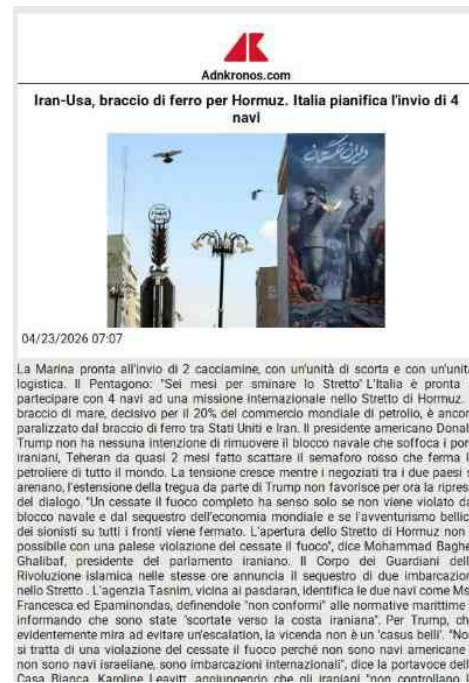 Adnkronos.com
Iran-Usa, braccio di ferro per Hormuz. Italia pianifica l'invio di 4
navi
04/23/2026 07:07
La Marina pronta all'invio di 2 cacciamine, con un'unità di scorta e con un'unità
logistica. Il Pentagono: "Sei mesi per sminare lo Stretto" L'Italia è pronta
partecipare con 4 navi ad una missione internazionale nello Stretto di Hormuz.
braccio di mare, decisivo per il 20% del commercio mondiale di petrolio, è ancor
paralizzato dal braccio di ferro tra Stati Uniti e Iran. Il presidente americano Donal
Trump non ha nessuna intenzione di rimuovere il blocco navale che soffoca i por
iraniani, Teheran da quasi 2 mesi fatto scattare il semaforo rosso che ferma l
petroliere di tutto il mondo. La tensione cresce mentre i negoziati tra i due paesi s
arenano, l'estensione della tregua da parte di Trump non favorisce per ora la ripres
del dialogo. "Un cessate il fuoco completo ha senso solo se non viene violato da
blocco navale e dal sequestro dell'economia mondiale e se l'avventurismo bellic
dei sionisti su tutti i fronti viene fermato. L'apertura dello Stretto di Hormuz non
possibile con una palese violazione del cessate il fuoco", dice Mohammad Baghe
Ghalibaf, presidente del parlamento iraniano. Il Corpo dei Guardiani dell
Rivoluzione islamica nelle stesse ore annuncia il sequestro di due imbarcazion
nello Stretto . L'agenzia Tasnim, vicina ai pasdaran, identifica le due navi come Ms
Francesca ed Epaminondas, definendole "non conformi" alle normative marittime
informando che sono state "scortate verso la costa iraniana". Per Trump, ch
evidentemente mira ad evitare un'escalation, la vicenda non è un 'casus belli'. "No
si tratta di una violazione del cessate il fuoco perché non sono navi americane
non sono navi israeliane, sono imbarcazioni internazionali", dice la portavoce dell
Casa Bianca, Karoline Leavitt, aggiungendo che gli iraniani "non controllano l